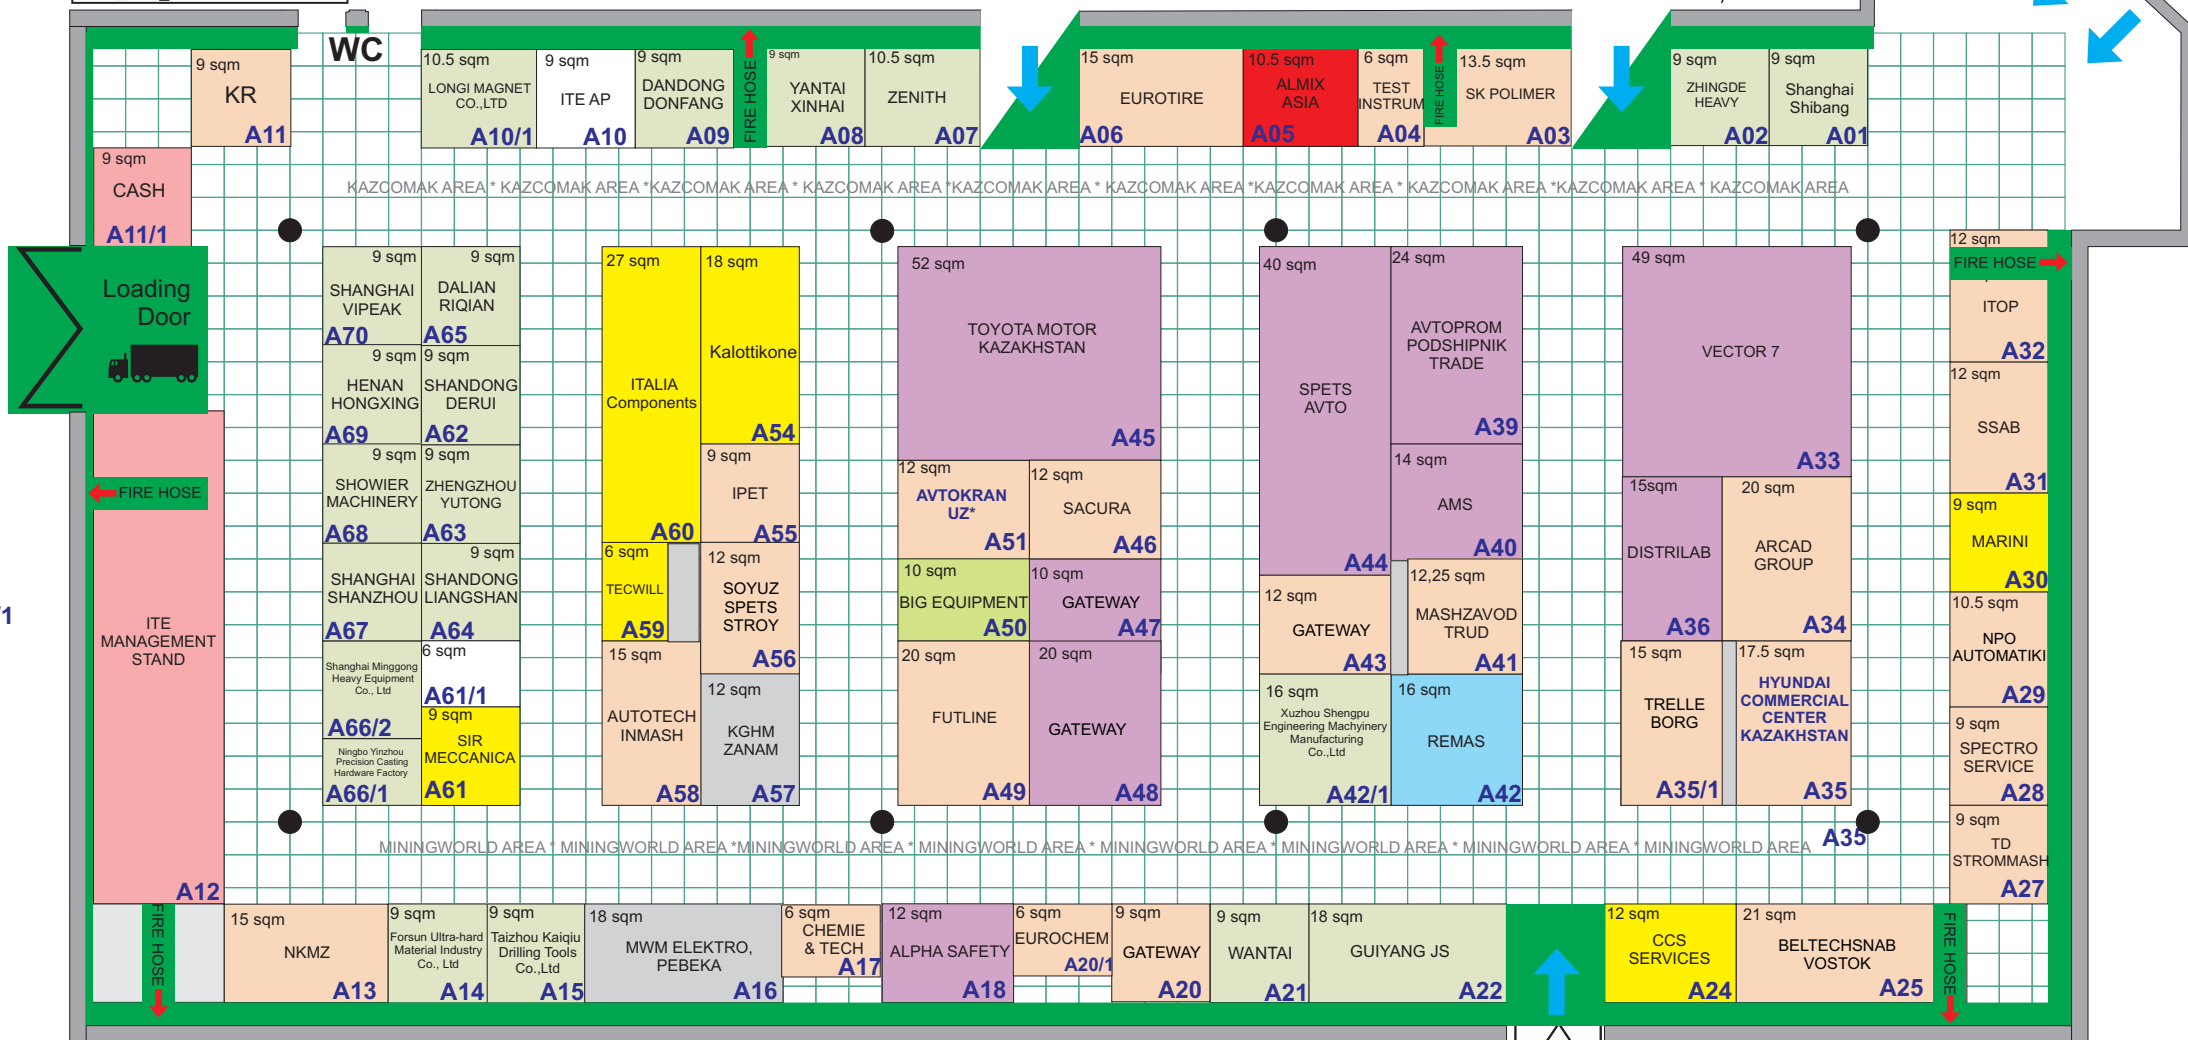 WC
9 sqm
KR
A11
10.5 sqm
LONGI MAGNET
CO.,LTD
A10/1
9 sqm
ITE AP
A10
9 sqm
DANDONG
DONFANG
A09
FIRE HOSE
9 sqm
YANTAI
XINHAI
A08
10.5 sqm
ZENITH
A07
15 sqm
EUROTIRE
A06
10.5 sqm
ALMIX
ASIA
A05
6 sqm
TEST
INSTRUM
A04
FIRE HOSE
13.5 sqm
SK POLIMER
A03
9 sqm
ZHINGDE
HEAVY
A02
9 sqm
Shanghai
Shibang
A01
9 sqm
CASH
A11/1
KAZCOMAK AREA * KAZCOMAK AREA *KAZCOMAK AREA * KAZCOMAK AREA *KAZCOMAK AREA * KAZCOMAK AREA *KAZCOMAK AREA * KAZCOMAK AREA *KAZCOMAK AREA * KAZCOMAK AREA
Loading
Door
FIRE HOSE
ITE
MANAGEMENT
STAND
A12
/1
9 sqm
SHANGHAI
VIPEAK
A70
9 sqm
DALIAN
RIQIAN
A65
9 sqm
HENAN
HONGXING
A69
9 sqm
SHANDONG
DERUI
A62
9 sqm
SHOWIER
MACHINERY
A68
9 sqm
ZHENGZHOU
YUTONG
A63
SHANGHAI
SHANZHOU
A67
9 sqm
SHANDONG
LIANGSHAN
A64
Shanghai Minggong
Heavy Equipment
Co., Ltd
A66/2
6 sqm
A61/1
Ningbo Yinzhou
Precision Casting
Hardware Factory
A66/1
9 sqm
SIR
MECCANICA
A61
27 sqm
ITALIA
Components
A60
18 sqm
Kalottikone
A54
9 sqm
IPET
A55
6 sqm
TECWILL
A59
12 sqm
SOYUZ
SPETS
STROY
A56
15 sqm
AUTOTECH
INMASH
A58
12 sqm
KGHM
ZANAM
A57
52 sqm
TOYOTA MOTOR
KAZAKHSTAN
A45
12 sqm
AVTOKRAN
UZ*
A51
12 sqm
SACURA
A46
10 sqm
BIG EQUIPMENT
A50
10 sqm
GATEWAY
A47
20 sqm
FUTLINE
A49
20 sqm
GATEWAY
A48
40 sqm
SPETS
AVTO
A44
24 sqm
AVTOPROM
PODSHIPNIK
TRADE
A39
14 sqm
AMS
A40
12 sqm
GATEWAY
A43
12,25 sqm
MASHZAVOD
TRUD
A41
16 sqm
Xuzhou Shengpu
Engineering Machyinery
Manufacturing
Co.,Ltd
A42/1
16 sqm
REMAS
A42
49 sqm
VECTOR 7
A33
15sqm
DISTRILAB
A36
20 sqm
ARCAD
GROUP
A34
15 sqm
TRELLE
BORG
A35/1
17.5 sqm
HYUNDAI
COMMERCIAL
CENTER
KAZAKHSTAN
A35
12 sqm
FIRE HOSE
ITOP
A32
12 sqm
SSAB
A31
9 sqm
MARINI
A30
10.5 sqm
NPO
AUTOMATIKI
A29
9 sqm
SPECTRO
SERVICE
A28
9 sqm
TD
STROMMASH
A27
A35
MININGWORLD AREA * MININGWORLD AREA *MININGWORLD AREA * MININGWORLD AREA * MININGWORLD AREA * MININGWORLD AREA * MININGWORLD AREA * MININGWORLD AREA
FIRE HOSE
15 sqm
NKMZ
A13
9 sqm
Forsun Ultra-hard
Material Industry
Co., Ltd
A14
9 sqm
Taizhou Kaiqiu
Drilling Tools
Co.,Ltd
A15
18 sqm
MWM ELEKTRO,
PEBEKA
A16
6 sqm
CHEMIE
& TECH
A17
12 sqm
ALPHA SAFETY
A18
6 sqm
EUROCHEM
A20/1
9 sqm
GATEWAY
A20
9 sqm
WANTAI
A21
18 sqm
GUIYANG JS
A22
12 sqm
CCS
SERVICES
A24
21 sqm
BELTECHSNAB
VOSTOK
A25
FIRE HOSE